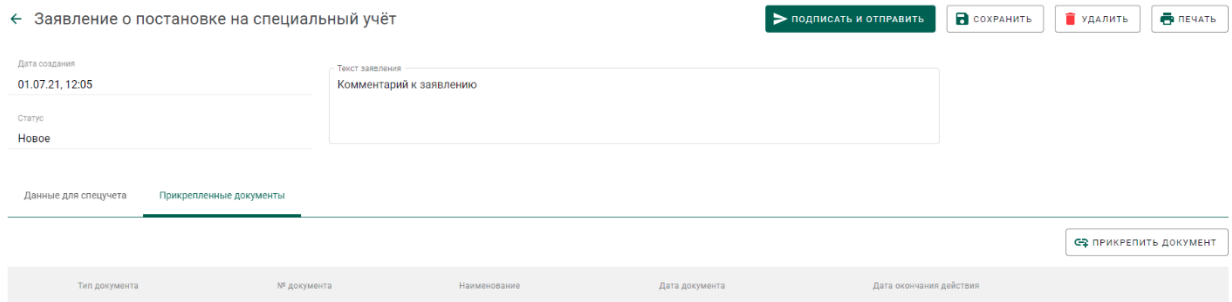 Заявление о постановке на специальный учёт
ПОДПИСАТЬ И ОТПРАВИТЬ
СОХРАНИТЬ
УДАЛИТЬ
ПЕЧАТЬ
Дата создания
01.07.21, 12:05
Текст заявления
Комментарий к заявлению
Статус
Новое
Данные для спецучета
Прикрепленные документы
ПРИКРЕПИТЬ ДОКУМЕНТ
Тип документа
№ документа
Наименование
Дата документа
Дата окончания действия